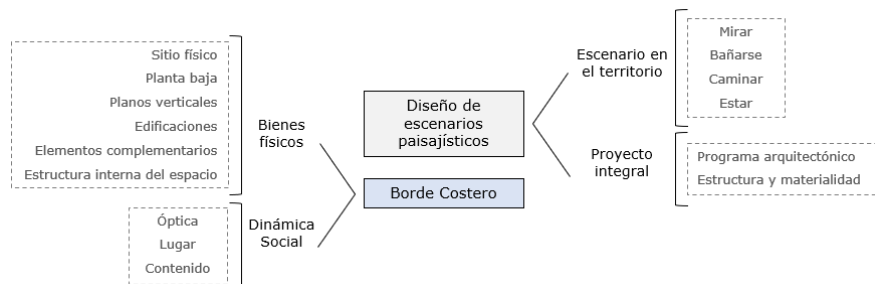 Sitio físico
Planta baja
Planos verticales
Edificaciones
Elementos complementarios
Estructura interna del espacio
Bienes
físicos
Óptica
Lugar
Contenido
Dinámica
Social
Diseño de
escenarios
paisajísticos
Borde Costero
Escenario en
el territorio
Mirar
Bañarse
Caminar
Estar
Proyecto
integral
Programa arquitectónico
Estructura y materialidad